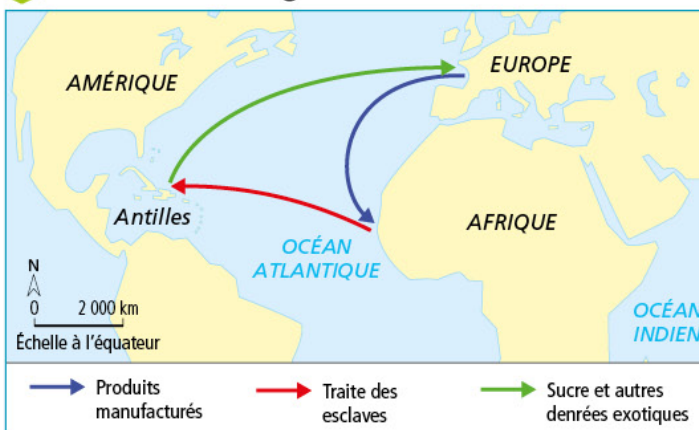 AMÉRIQUE
EUROPE
Antilles
AFRIQUE
OCÉAN
ATLANTIQUE
N
0 2 000 km
Échelle à l'équateur
OCÉAN
INDIEN
Produits
manufacturés
Traite des
esclaves
Sucre et autres
denrées exotiques